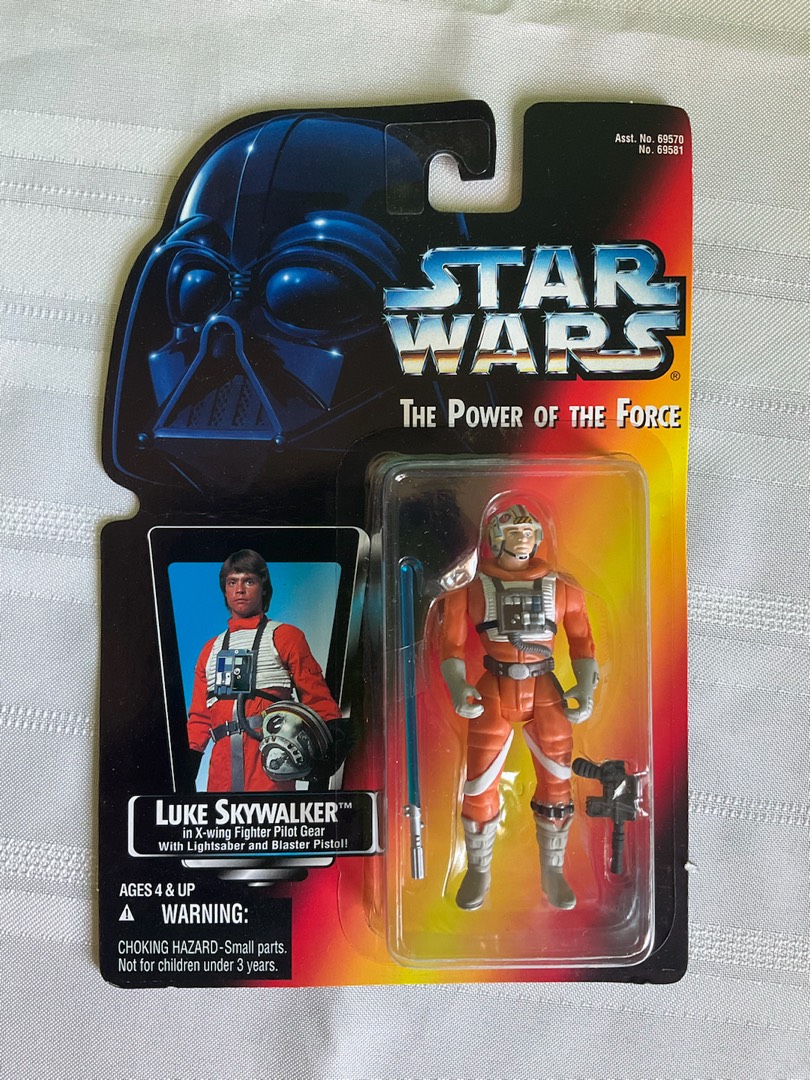 Asst. No. 69570
No. 69581
STAR
WARS®
THE POWER OF THE FORCE
LUKE SKYWALKER™
in X-wing Fighter Pilot Gear
With Lightsaber and Blaster Pistol!
AGES 4 & UP
⚠ WARNING:
CHOKING HAZARD-Small parts.
Not for children under 3 years.